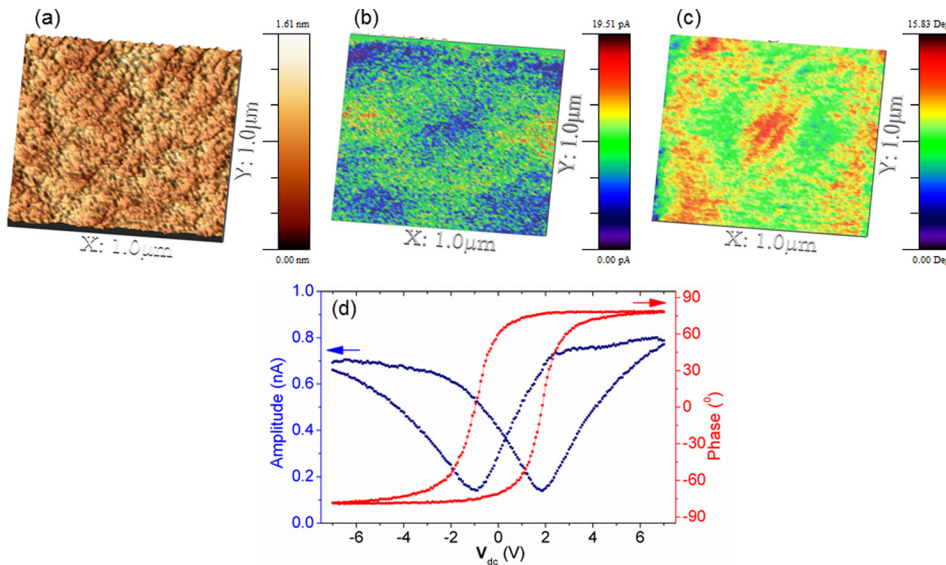 (a)
1.61 nm
0.00 nm
X: 1.0µm
Y: 1.0µm
(b)
19.51 pA
0.00 pA
X: 1.0µm
Y: 1.0µm
(c)
15.83 Deg
0.00 Deg
X: 1.0µm
Y: 1.0µm
(d)
1.0
0.8
0.6
0.4
0.2
0.0
Amplitude (nA)
90
60
30
0
-30
-60
-90
Phase (⁰)
-6 -4 -2 0 2 4 6
V_dc (V)